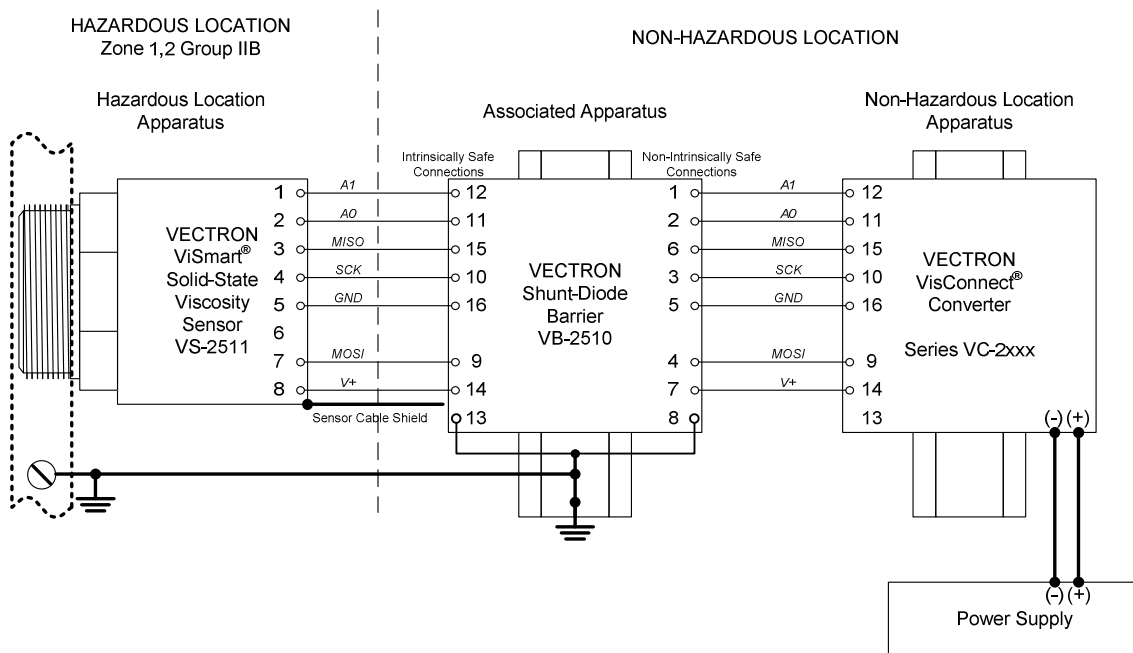 HAZARDOUS LOCATION
Zone 1,2 Group IIB
NON-HAZARDOUS LOCATION
Hazardous Location
Apparatus
Associated Apparatus
Non-Hazardous Location
Apparatus
Intrinsically Safe
Connections
Non-Intrinsically Safe
Connections
VECTRON
ViSmart®
Solid-State
Viscosity
Sensor
VS-2511
1 A1 12
2 A0 11
3 MISO 15
4 SCK 10
5 GND 16
6
7 MOSI 9
8 V+ 14
Sensor Cable Shield
13
VECTRON
Shunt-Diode
Barrier
VB-2510
1 A1 12
2 A0 11
6 MISO 15
3 SCK 10
5 GND 16
4 MOSI 9
7 V+ 14
8
13
VECTRON
VisConnect®
Converter
Series VC-2xxx
(-) (+)
(-) (+)
Power Supply